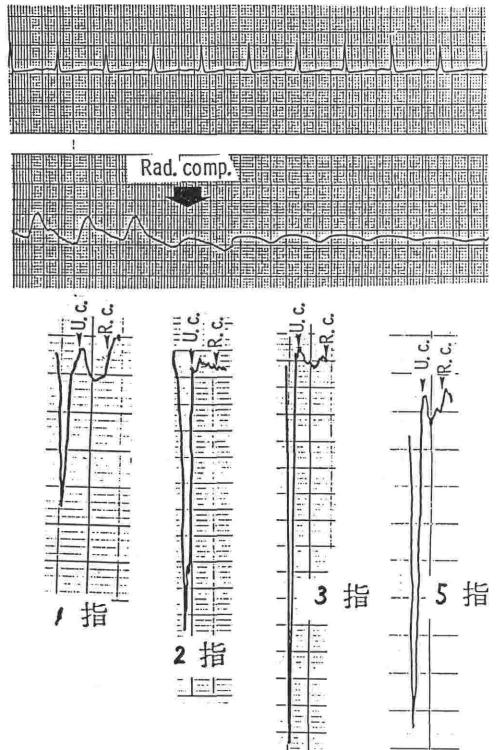 Rad. comp.
U.c.
R.c.
U.c.
R.c.
U.c.
R.c.
U.c.
R.c.
1 指
2 指
3 指
5 指